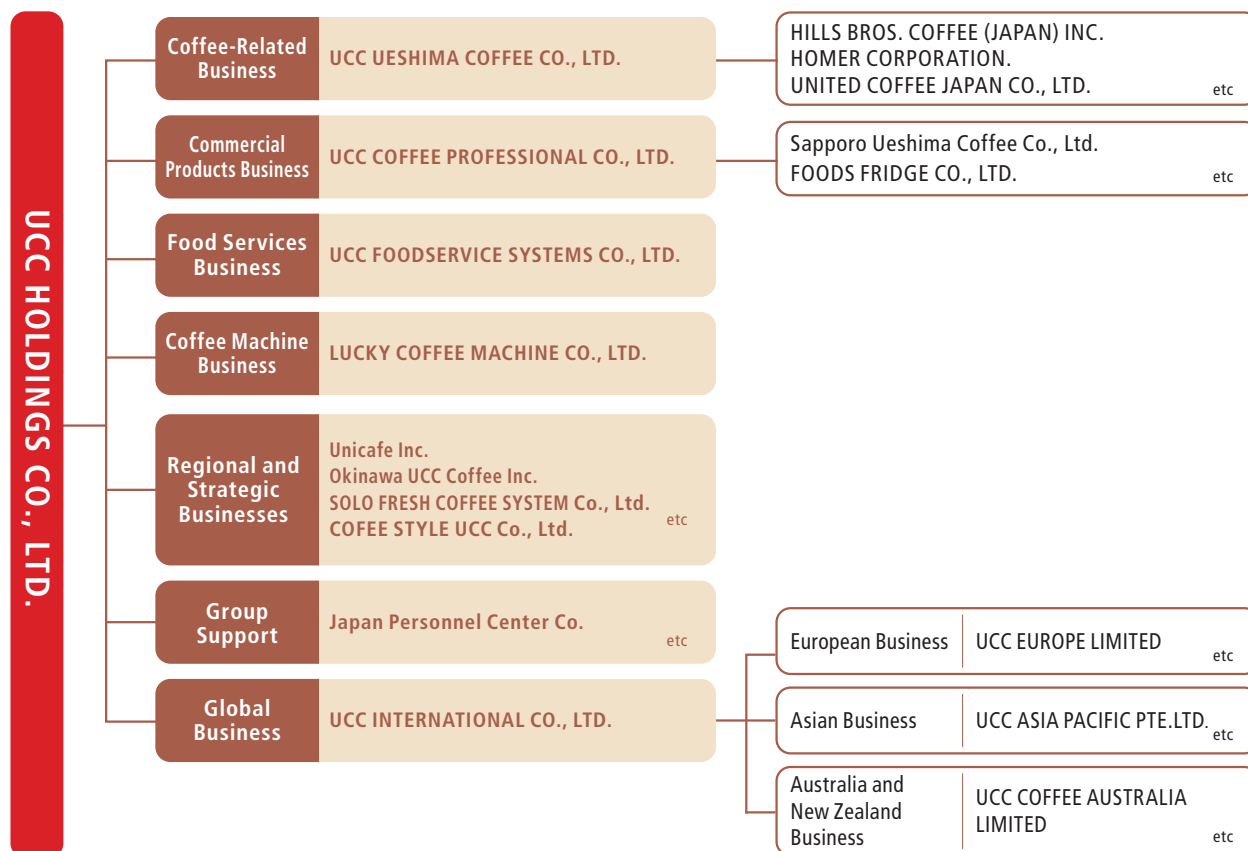 UCC HOLDINGS CO., LTD.
Coffee-Related
Business
UCC UESHIMA COFFEE CO., LTD.
HILLS BROS. COFFEE (JAPAN) INC.
HOMER CORPORATION.
UNITED COFFEE JAPAN CO., LTD.
etc
Commercial
Products Business
UCC COFFEE PROFESSIONAL CO., LTD.
Sapporo Ueshima Coffee Co., Ltd.
FOODS FRIDGE CO., LTD.
etc
Food Services
Business
UCC FOODSERVICE SYSTEMS CO., LTD.
Coffee Machine
Business
LUCKY COFFEE MACHINE CO., LTD.
Regional and
Strategic
Businesses
Unicafe Inc.
Okinawa UCC Coffee Inc.
SOLO FRESH COFFEE SYSTEM Co., Ltd.
COFEE STYLE UCC Co., Ltd.
etc
Group
Support
Japan Personnel Center Co.
etc
Global
Business
UCC INTERNATIONAL CO., LTD.
European Business
UCC EUROPE LIMITED
etc
Asian Business
UCC ASIA PACIFIC PTE.LTD.
etc
Australia and
New Zealand
Business
UCC COFFEE AUSTRALIA
LIMITED
etc